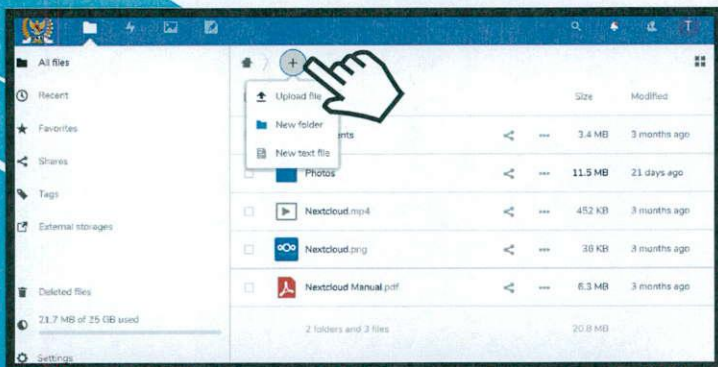 T
All files
+
Recent
Upload file
Size
Modified
Favorites
New folder
ents
3.4 MB
3 months ago
Shares
New text file
Photos
11.5 MB
21 days ago
Tags
Nextcloud.mp4
452 KB
3 months ago
External storages
Nextcloud.png
38 KB
3 months ago
Deleted files
Nextcloud Manual.pdf
6.3 MB
3 months ago
21.7 MB of 25 GB used
2 folders and 3 files
20.8 MB
Settings